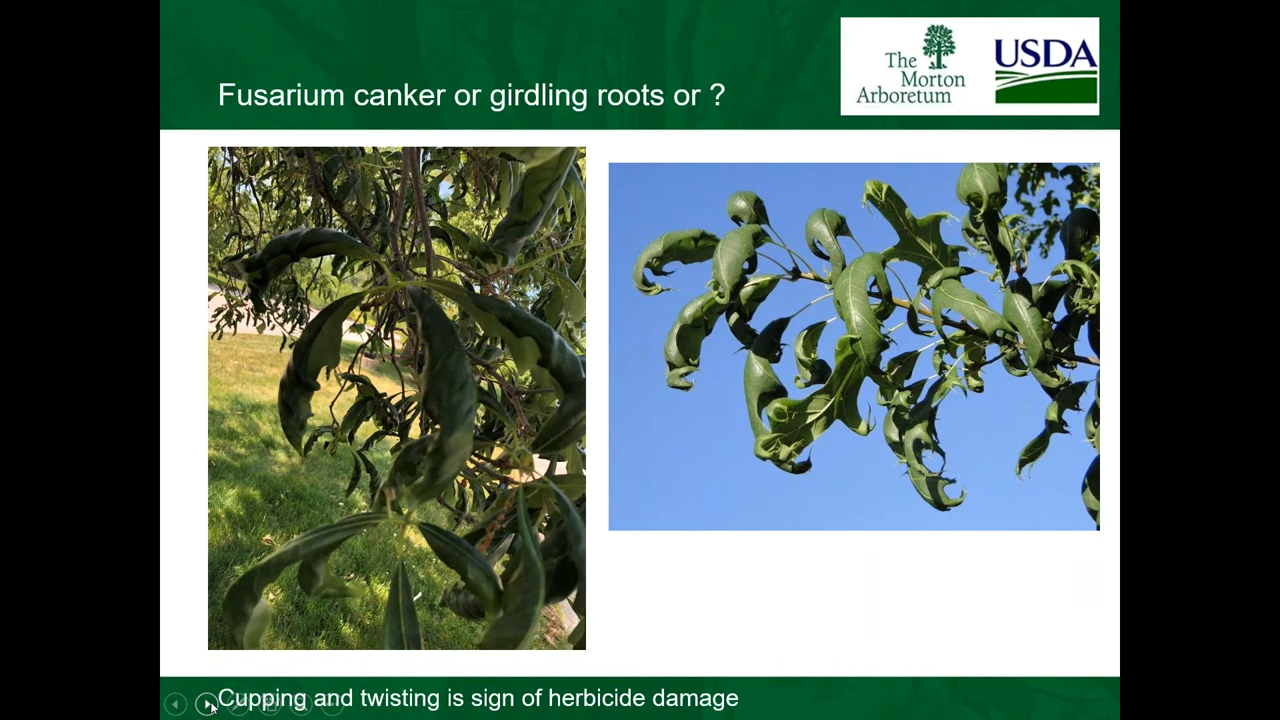 Fusarium canker or girdling roots or ?
The
Morton
Arboretum
USDA
Cupping and twisting is sign of herbicide damage